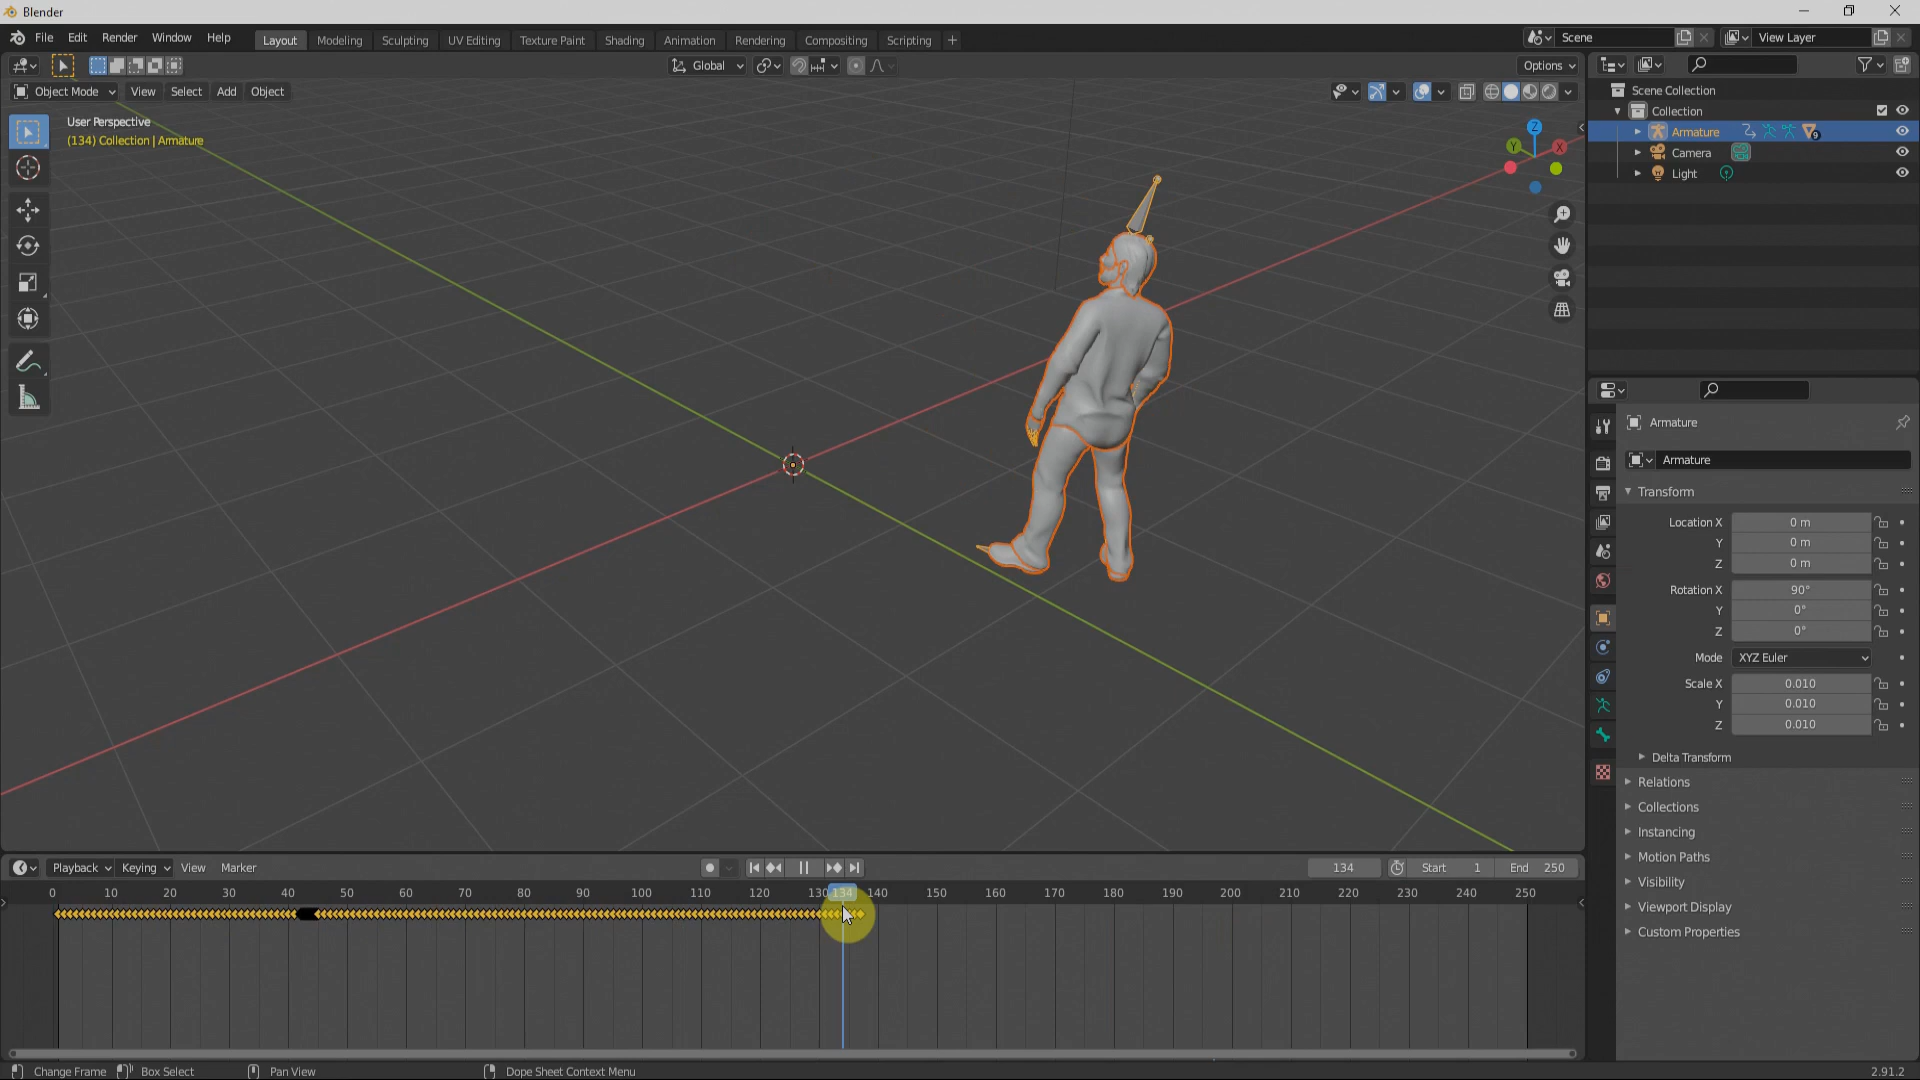 Blender
File Edit Render Window Help Layout Modeling Sculpting UV Editing Texture Paint Shading Animation Rendering Compositing Scripting + Scene View Layer
Global Options
Object Mode View Select Add Object
User Perspective
(134) Collection | Armature
Z
Y X
Scene Collection
Collection
Armature 9
Camera
Light
Armature
Armature
Transform
Location X 0 m
Y 0 m
Z 0 m
Rotation X 90°
Y 0°
Z 0°
Mode XYZ Euler
Scale X 0.010
Y 0.010
Z 0.010
Delta Transform
Relations
Collections
Instancing
Motion Paths
Visibility
Viewport Display
Custom Properties
Playback Keying View Marker 134 Start 1 End 250
0 10 20 30 40 50 60 70 80 90 100 110 120 130 134 140 150 160 170 180 190 200 210 220 230 240 250
Change Frame Box Select Pan View Dope Sheet Context Menu 2.91.2